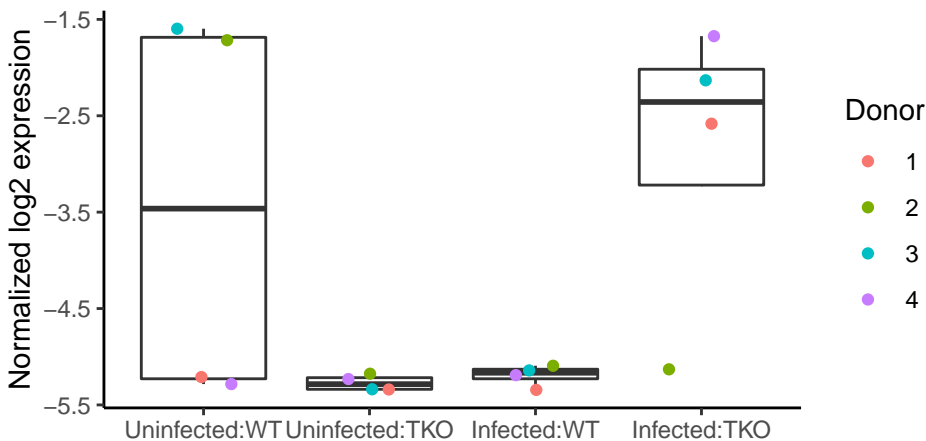 Normalized log2 expression
−1.5
−2.5
−3.5
−4.5
−5.5
Uninfected:WT
Uninfected:TKO
Infected:WT
Infected:TKO
Donor
1
2
3
4